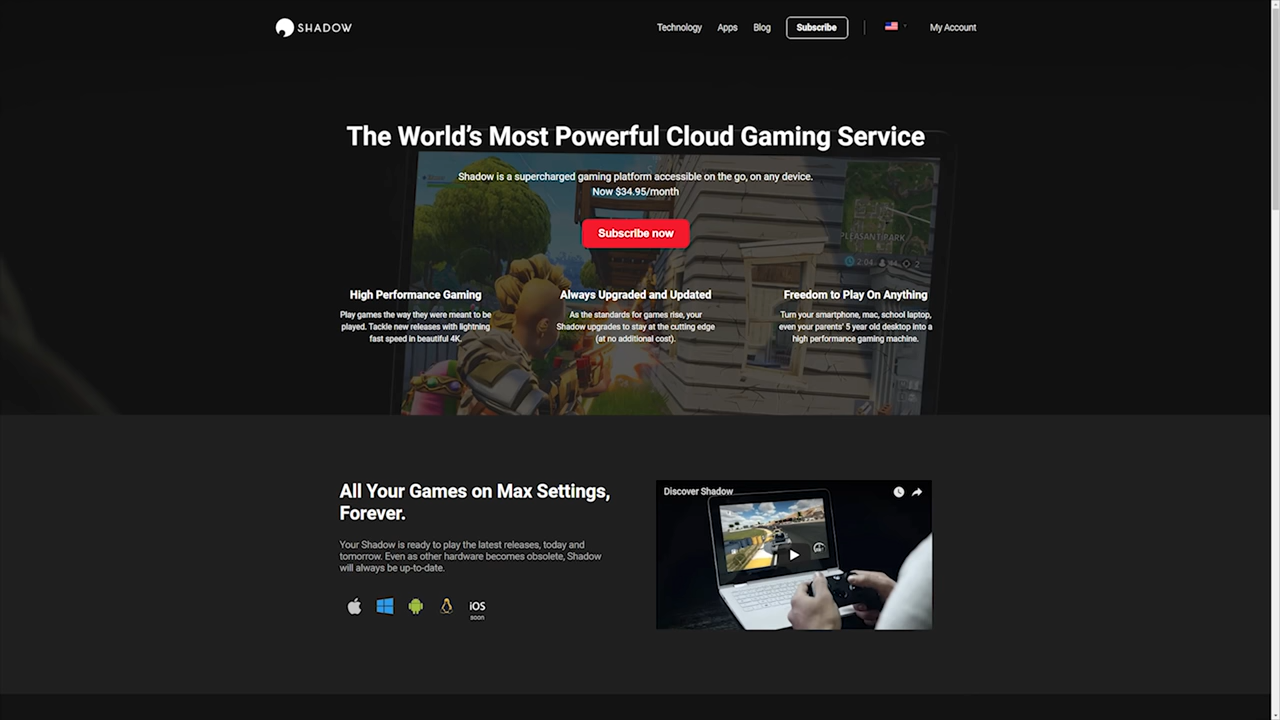 SHADOW
Technology
Apps
Blog
Subscribe
My Account
The World's Most Powerful Cloud Gaming Service
Shadow is a supercharged gaming platform accessible on the go, on any device.
Now $34.95/month
Subscribe now
High Performance Gaming
Play games the way they were meant to be
played. Tackle new releases with lightning
fast speed in beautiful 4K.
Always Upgraded and Updated
As the standards for games rise, your
Shadow upgrades to stay at the cutting edge
(at no additional cost).
Freedom to Play On Anything
Turn your smartphone, mac, school laptop,
even your parents' 5 year old desktop into a
high performance gaming machine.
PLEASANT PARK
2:04
2
All Your Games on Max Settings,
Forever.
Your Shadow is ready to play the latest releases, today and
tomorrow. Even as other hardware becomes obsolete, Shadow
will always be up-to-date.
iOS
soon
Discover Shadow